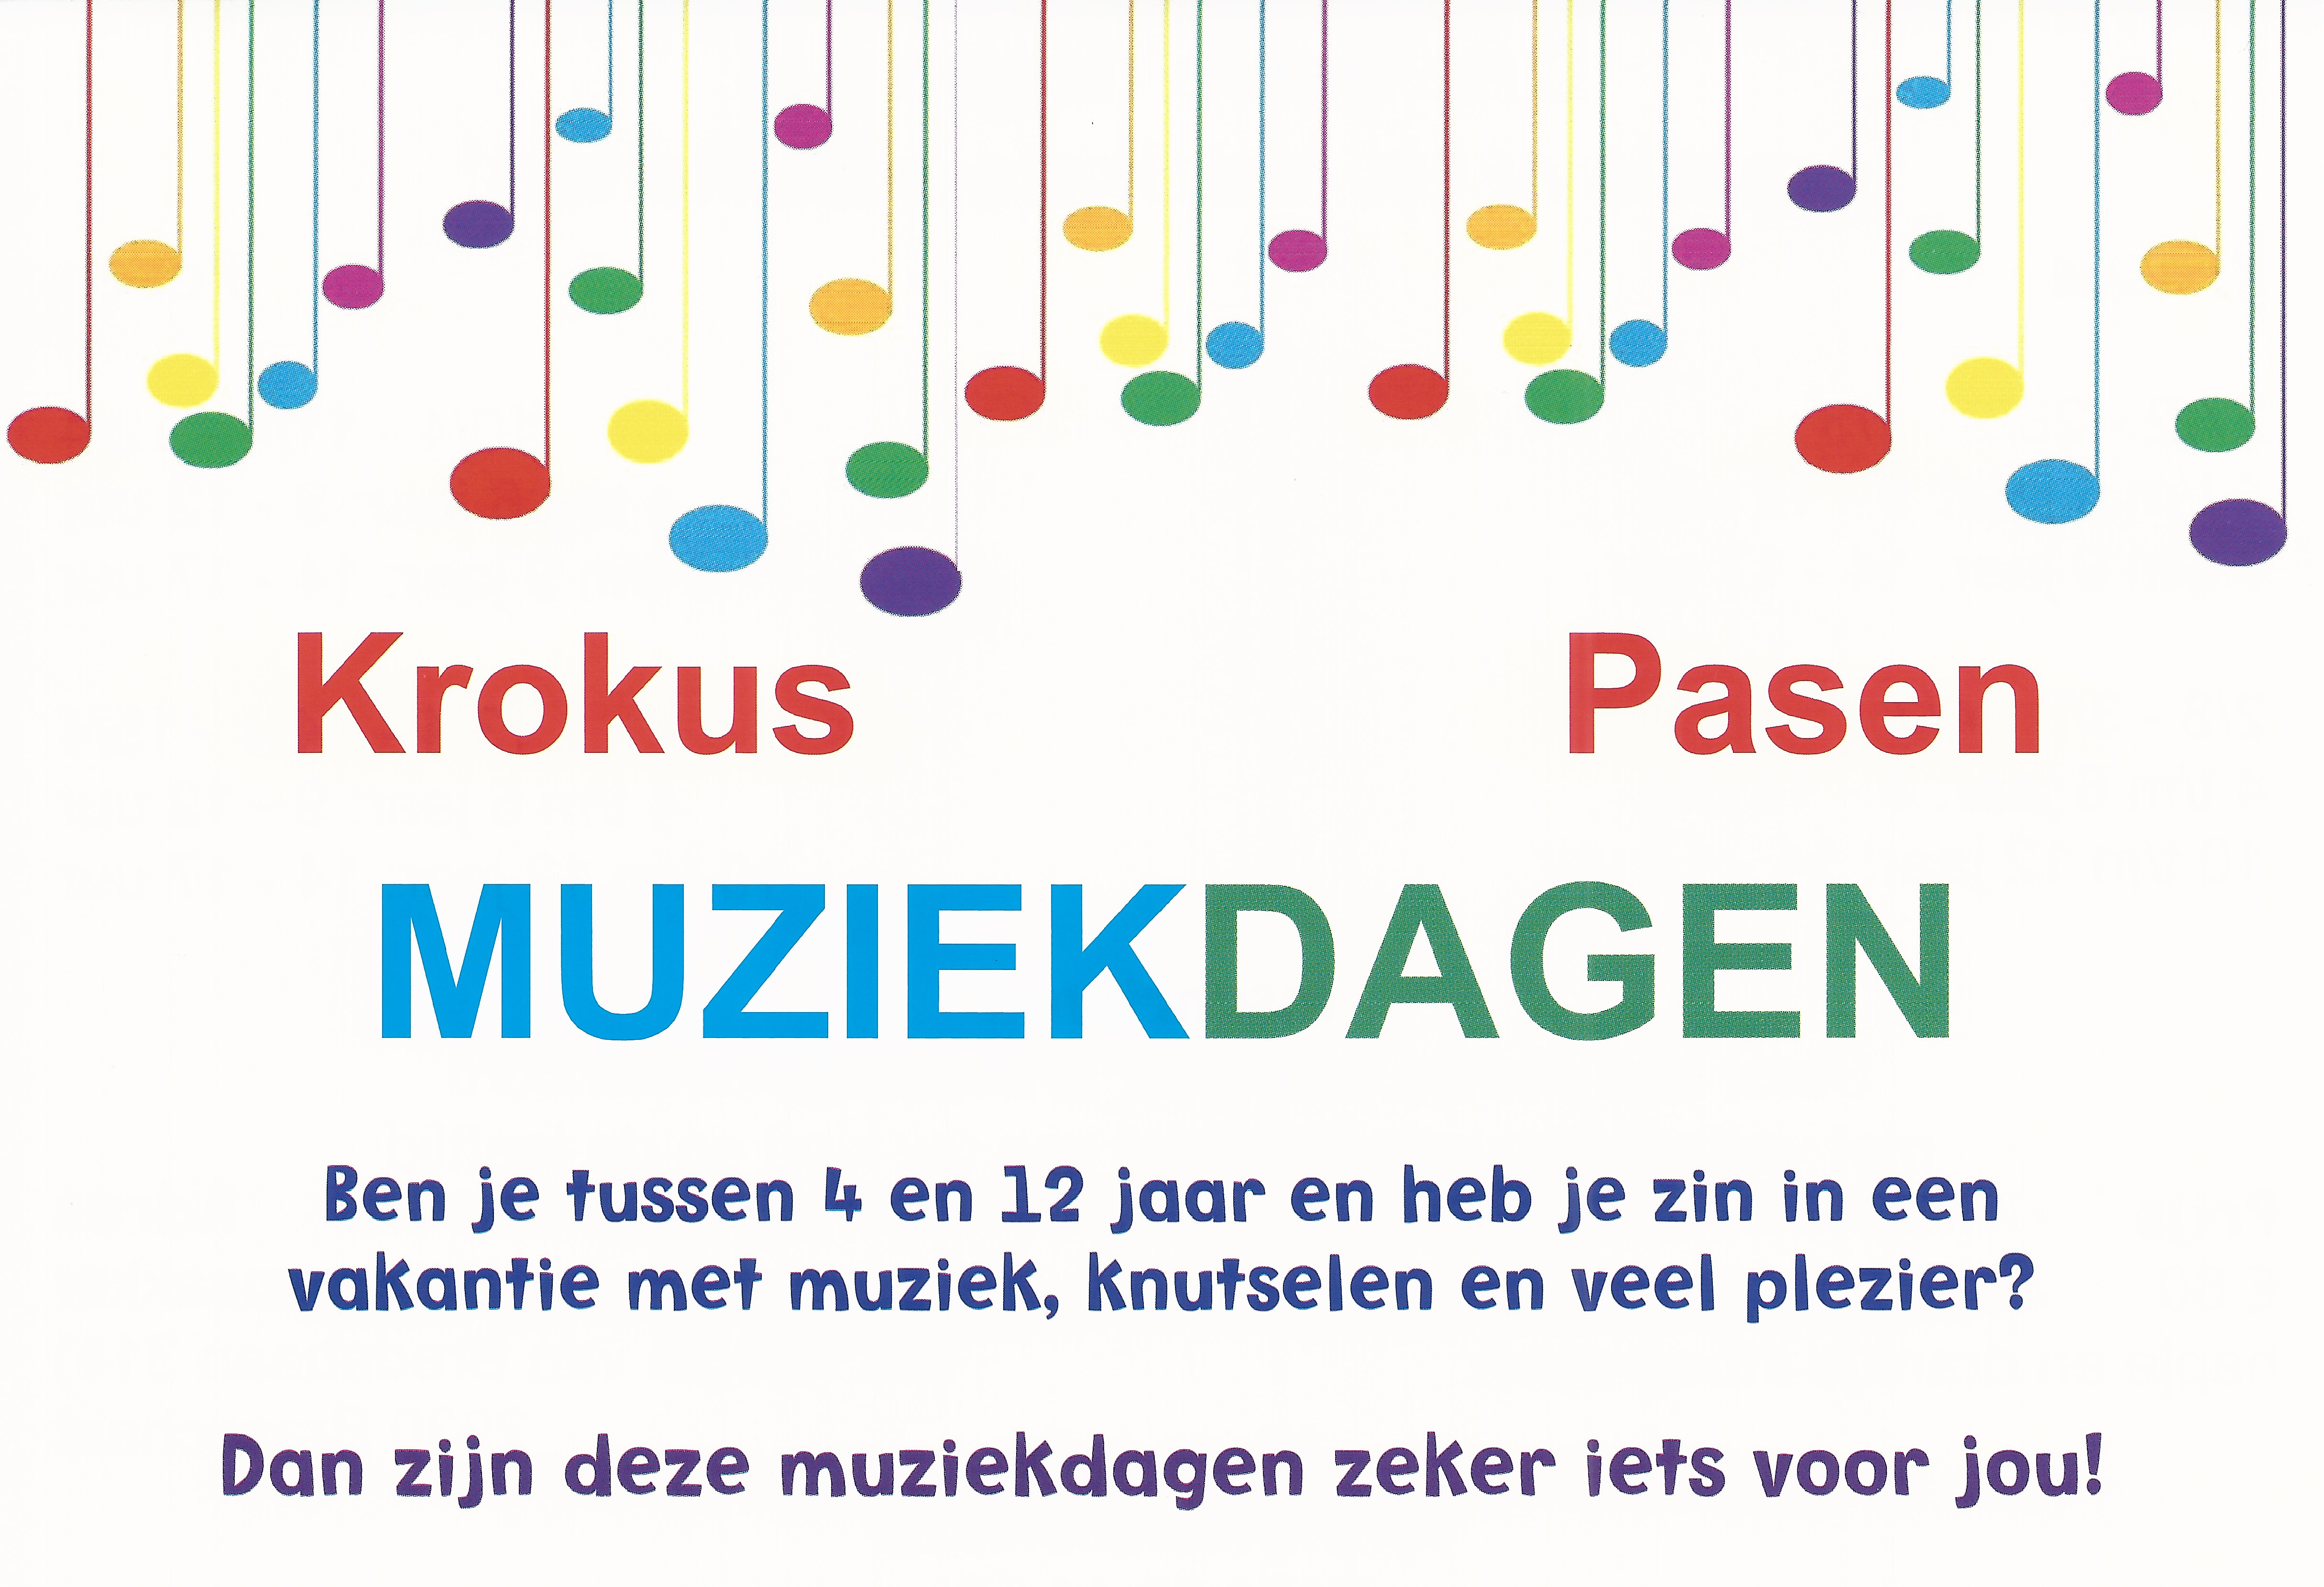 Krokus Pasen
MUZIEKDAGEN
Ben je tussen 4 en 12 jaar en heb je zin in een
vakantie met muziek, knutselen en veel plezier?
Dan zijn deze muziekdagen zeker iets voor jou!